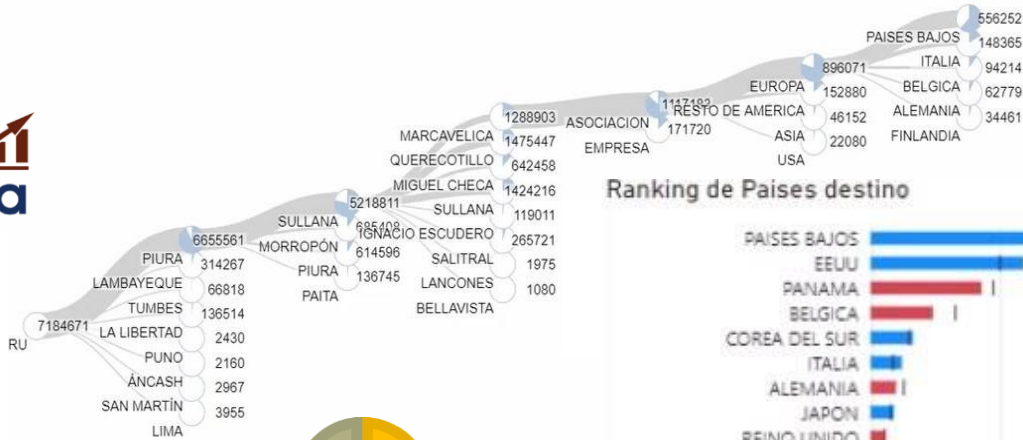 556252
PAISES BAJOS 148365
ITALIA 94214
BELGICA 62779
ALEMANIA 34461
FINLANDIA
896071
EUROPA 152880
RESTO DE AMERICA 46152
ASIA 22080
USA
1117183
ASOCIACION 171720
EMPRESA
1288903
MARCAVELICA 1475447
QUERECOTILLO 642458
MIGUEL CHECA 1424216
SULLANA 119011
IGNACIO ESCUDERO 265721
SALITRAL 1975
LANCONES 1080
BELLAVISTA
5218811
SULLANA 685408
MORROPÓN 614596
PIURA 136745
PAITA
6655561
PIURA 314267
LAMBAYEQUE 66818
TUMBES 136514
LA LIBERTAD 2430
PUNO 2160
ÁNCASH 2967
SAN MARTÍN 3955
LIMA
7184671
RU
a
Ranking de Paises destino
PAISES BAJOS
EEUU
PANAMA
BELGICA
COREA DEL SUR
ITALIA
ALEMANIA
JAPON
REINO UNIDO